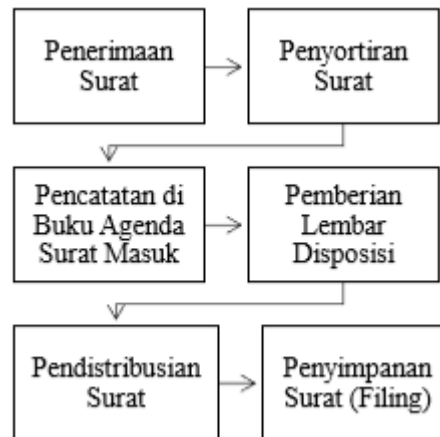 Penerimaan
Surat
Penyortiran
Surat
Pencatatan di
Buku Agenda
Surat Masuk
Pemberian
Lembar
Disposisi
Pendistribusian
Surat
Penyimpanan
Surat (Filing)